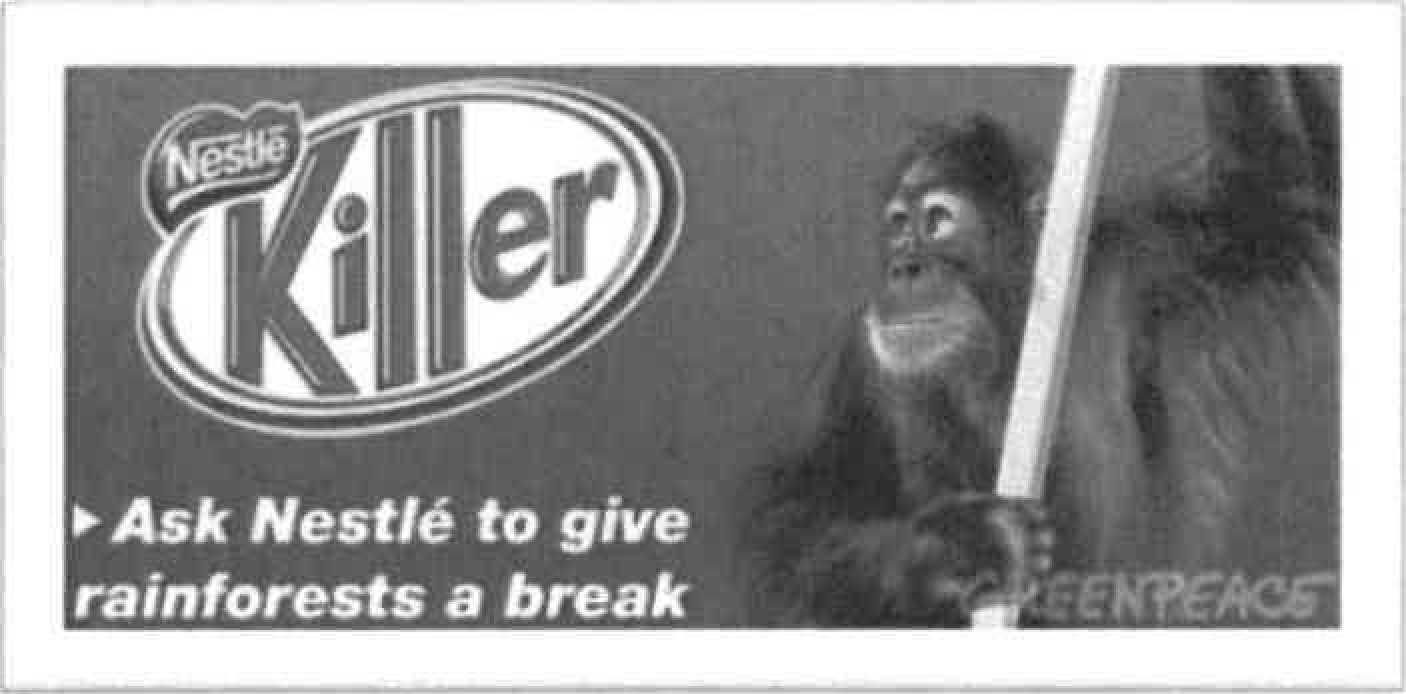 Nestlé
Killer
▸ Ask Nestlé to give
rainforests a break
GREENPEACE